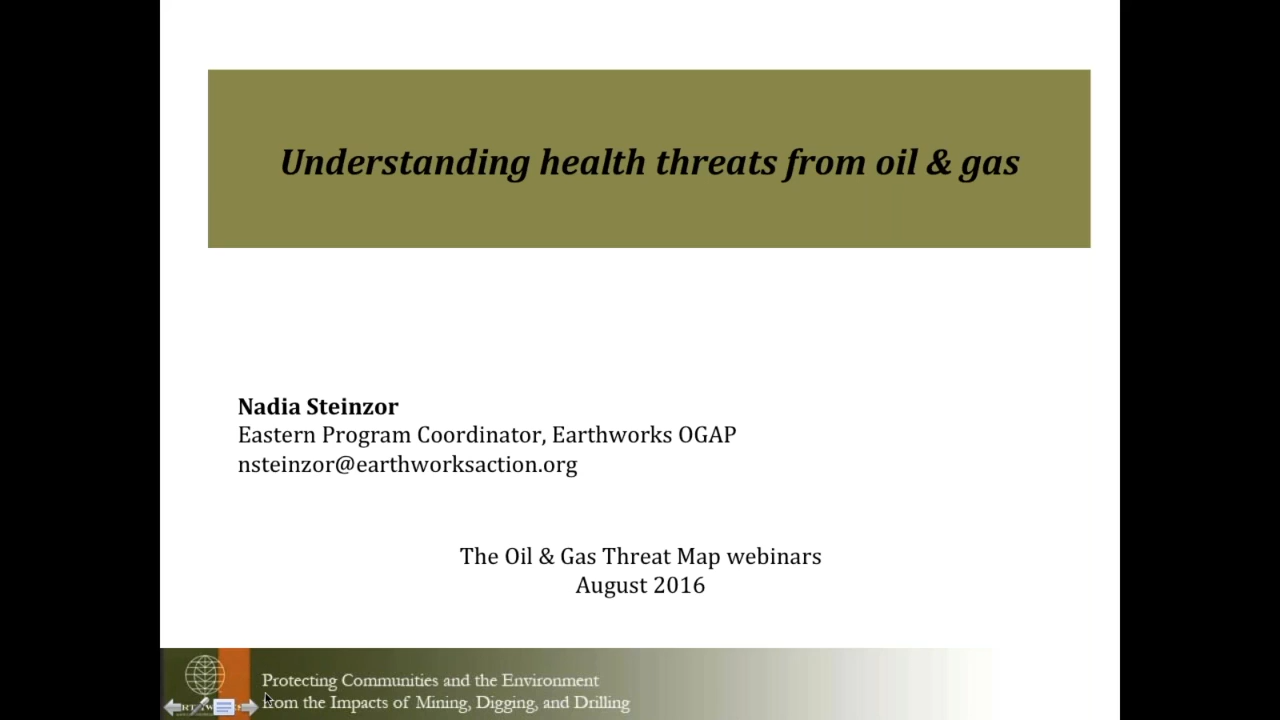 Understanding health threats from oil & gas
Nadia Steinzor
Eastern Program Coordinator, Earthworks OGAP
nsteinzor@earthworksaction.org
The Oil & Gas Threat Map webinars
August 2016
Protecting Communities and the Environment
from the Impacts of Mining, Digging, and Drilling